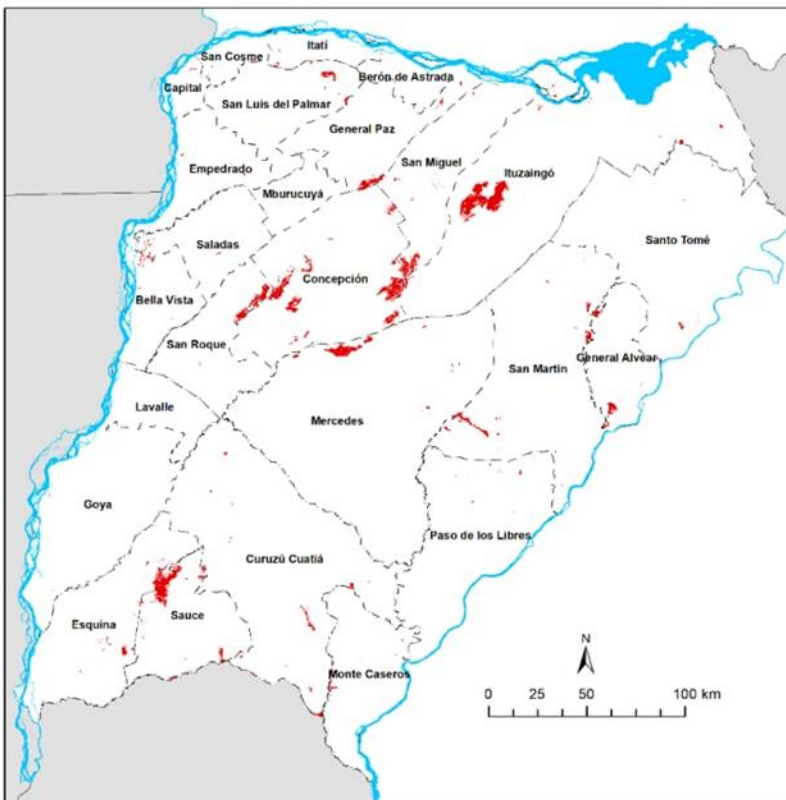 Itatí
San Cosme
Berón de Astrada
Capital
San Luis del Palmar
General Paz
San Miguel
Empedrado
Ituzaingó
Mburucuyá
Santo Tomé
Saladas
Concepción
Bella Vista
San Roque
General Alvear
San Martín
Lavalle
Mercedes
Goya
Paso de los Libres
Curuzú Cuatiá
Sauce
Esquina
N
Monte Caseros
0 25 50 100 km